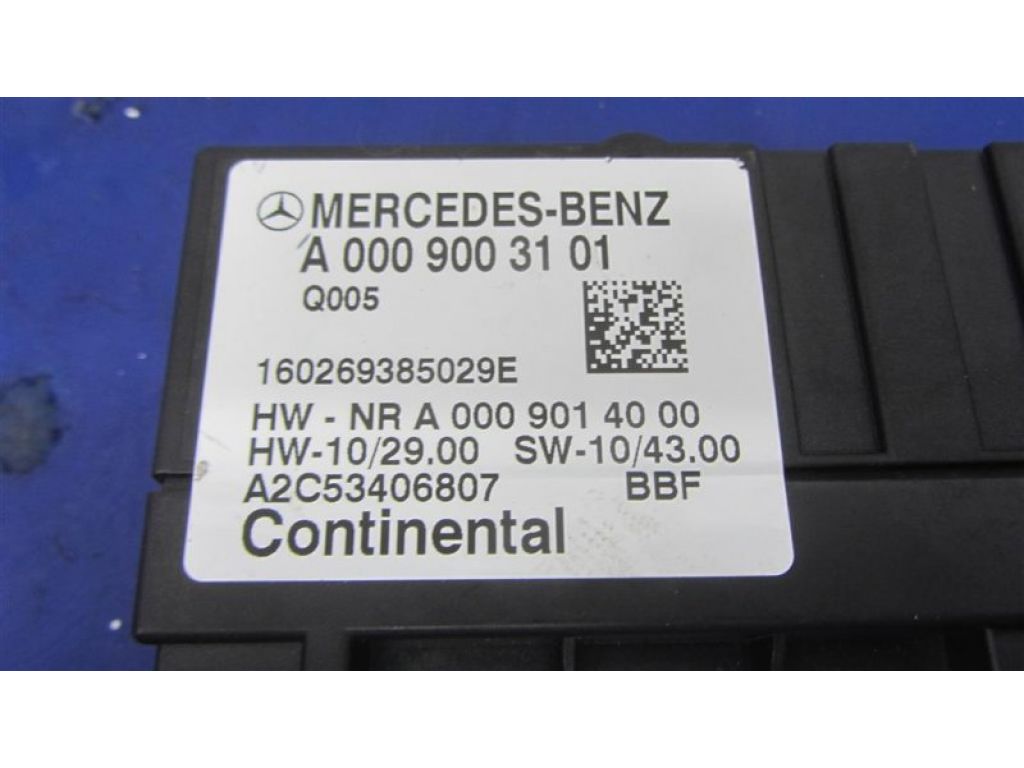 MERCEDES-BENZ
A 000 900 31 01
Q005
160269385029E
HW - NR A 000 901 40 00
HW-10/29.00 SW-10/43.00
A2C53406807 BBF
Continental